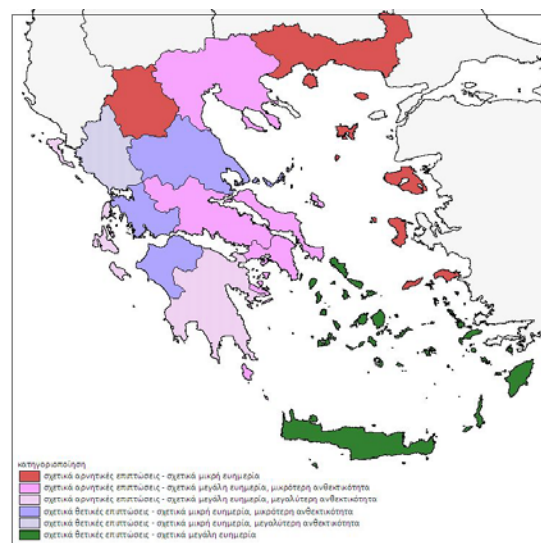 κατηγοριοποίηση
σχετικά αρνητικές επιπτώσεις - σχετικά μικρή ευημερία
σχετικά αρνητικές επιπτώσεις - σχετικά μεγάλη ευημερία, μικρότερη ανθεκτικότητα
σχετικά αρνητικές επιπτώσεις - σχετικά μεγάλη ευημερία, μεγαλύτερη ανθεκτικότητα
σχετικά θετικές επιπτώσεις - σχετικά μικρή ευημερία, μικρότερη ανθεκτικότητα
σχετικά θετικές επιπτώσεις - σχετικά μικρή ευημερία, μεγαλύτερη ανθεκτικότητα
σχετικά θετικές επιπτώσεις - σχετικά μεγάλη ευημερία